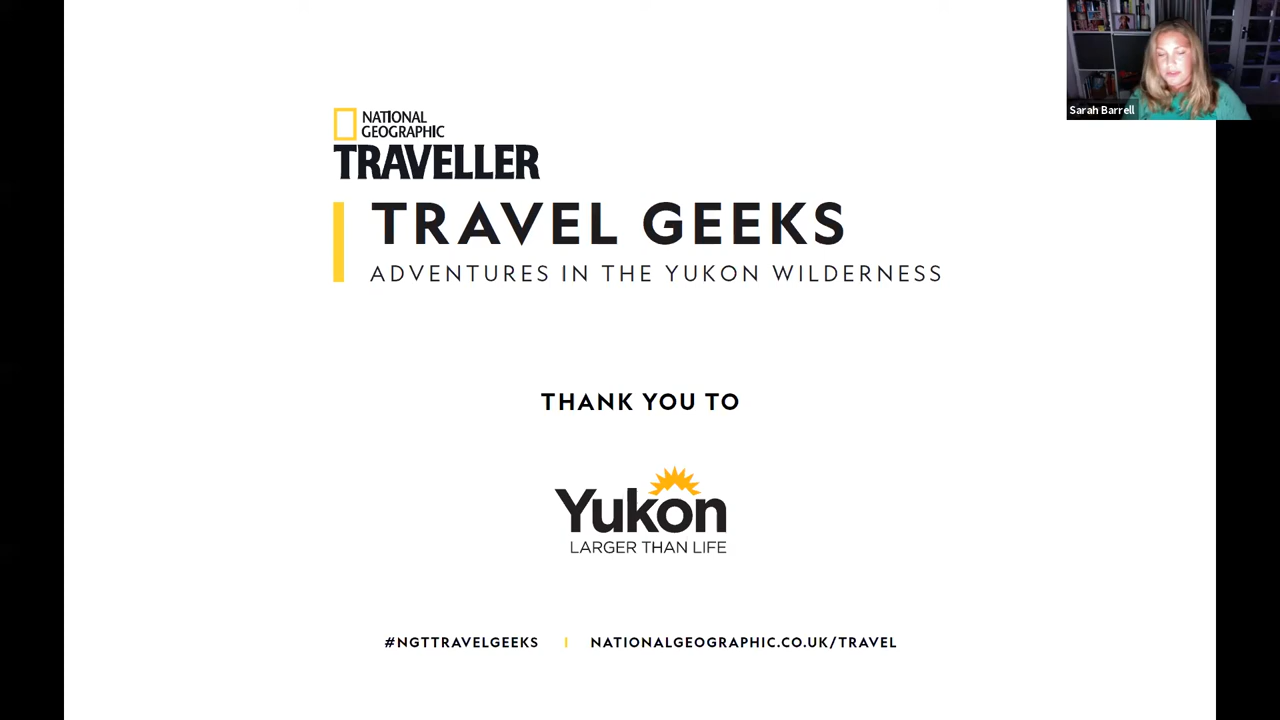 NATIONAL
GEOGRAPHIC
TRAVELLER
TRAVEL GEEKS
ADVENTURES IN THE YUKON WILDERNESS
THANK YOU TO
Yukon
LARGER THAN LIFE
#NGTTRAVELGEEKS | NATIONALGEOGRAPHIC.CO.UK/TRAVEL
Sarah Barrell